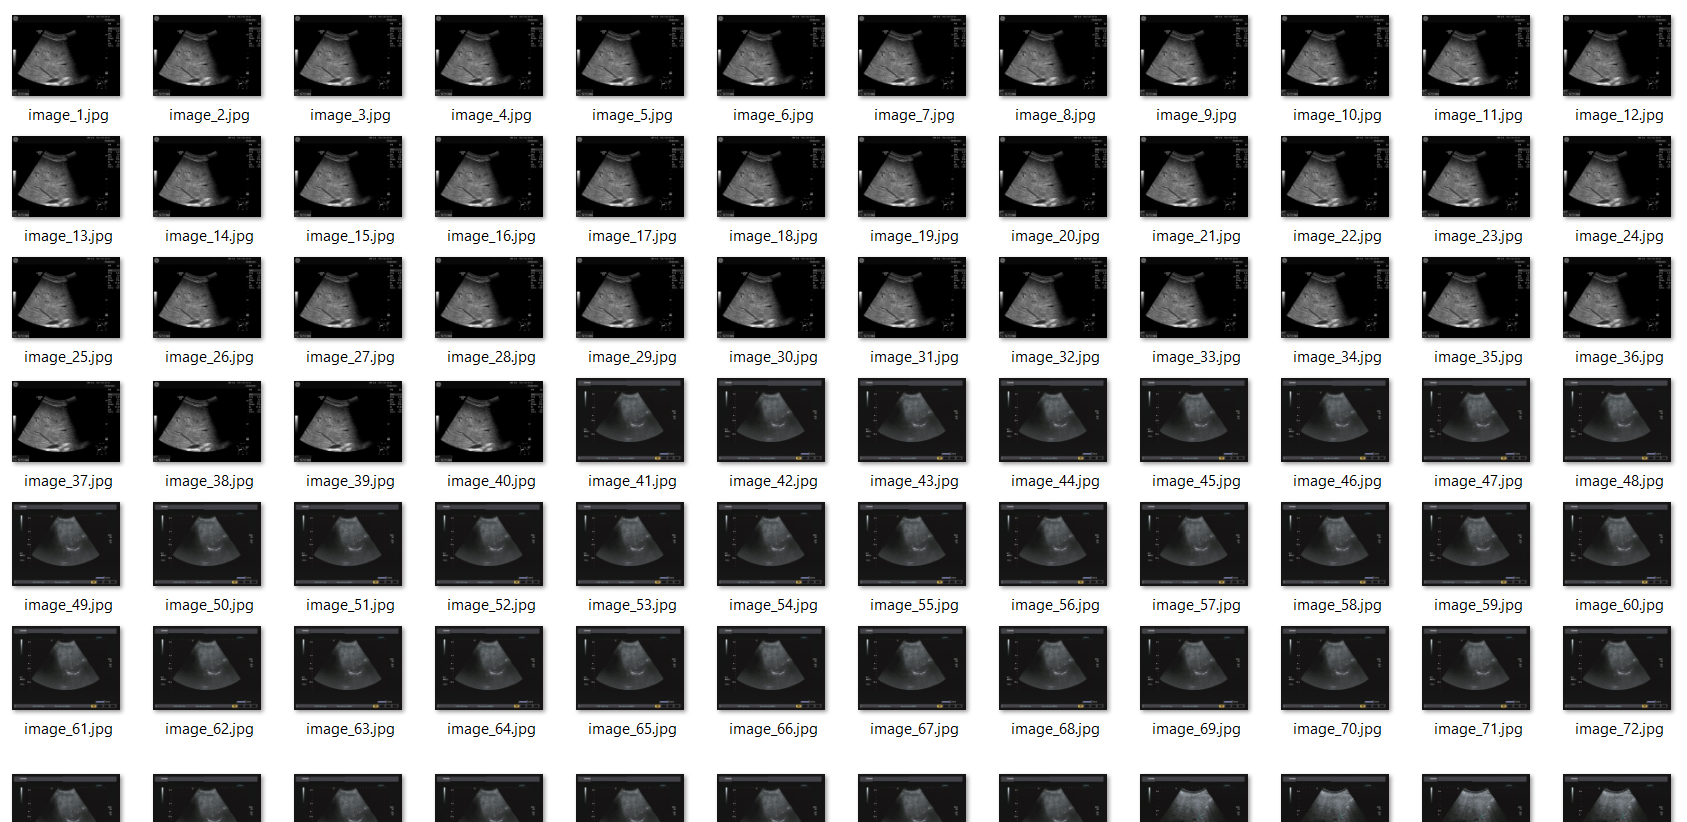 image_1.jpg image_2.jpg image_3.jpg image_4.jpg image_5.jpg image_6.jpg image_7.jpg image_8.jpg image_9.jpg image_10.jpg image_11.jpg image_12.jpg
image_13.jpg image_14.jpg image_15.jpg image_16.jpg image_17.jpg image_18.jpg image_19.jpg image_20.jpg image_21.jpg image_22.jpg image_23.jpg image_24.jpg
image_25.jpg image_26.jpg image_27.jpg image_28.jpg image_29.jpg image_30.jpg image_31.jpg image_32.jpg image_33.jpg image_34.jpg image_35.jpg image_36.jpg
image_37.jpg image_38.jpg image_39.jpg image_40.jpg image_41.jpg image_42.jpg image_43.jpg image_44.jpg image_45.jpg image_46.jpg image_47.jpg image_48.jpg
image_49.jpg image_50.jpg image_51.jpg image_52.jpg image_53.jpg image_54.jpg image_55.jpg image_56.jpg image_57.jpg image_58.jpg image_59.jpg image_60.jpg
image_61.jpg image_62.jpg image_63.jpg image_64.jpg image_65.jpg image_66.jpg image_67.jpg image_68.jpg image_69.jpg image_70.jpg image_71.jpg image_72.jpg